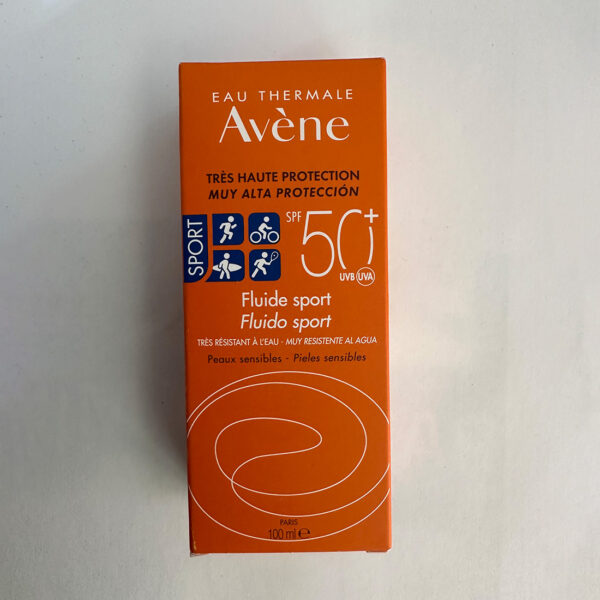 EAU THERMALE
Avène
TRÈS HAUTE PROTECTION
MUY ALTA PROTECCIÓN
SPORT
SPF 50+
UVB UVA
Fluide sport
Fluido sport
TRÈS RÉSISTANT À L'EAU - MUY RESISTENTE AL AGUA
Peaux sensibles - Pieles sensibles
PARIS
100 ml ℮